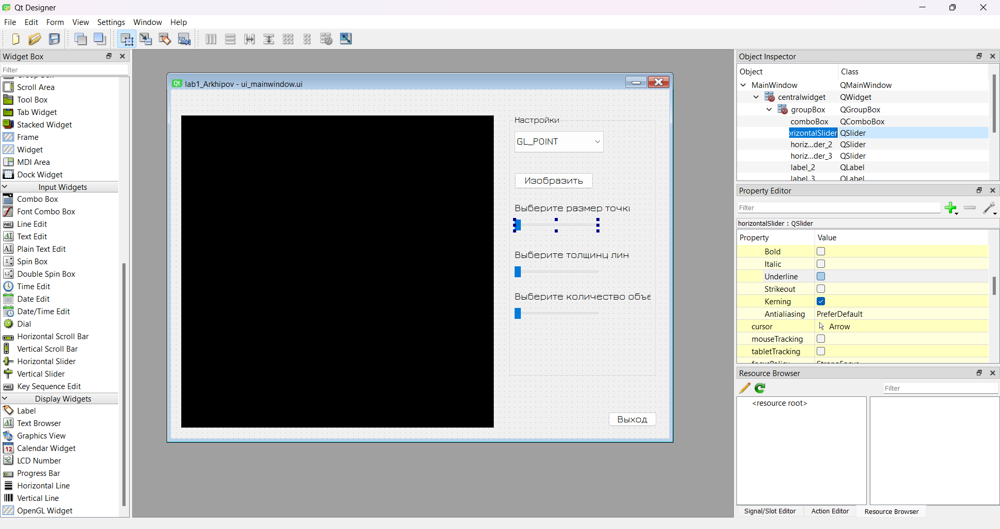 Qt Designer
File Edit Form View Settings Window Help
Widget Box
Filter
Scroll Area
Tool Box
Tab Widget
Stacked Widget
Frame
Widget
MDI Area
Dock Widget
Input Widgets
Combo Box
Font Combo Box
Line Edit
Text Edit
Plain Text Edit
Spin Box
Double Spin Box
Time Edit
Date Edit
Date/Time Edit
Dial
Horizontal Scroll Bar
Vertical Scroll Bar
Horizontal Slider
Vertical Slider
Key Sequence Edit
Display Widgets
Label
Text Browser
Graphics View
Calendar Widget
LCD Number
Progress Bar
Horizontal Line
Vertical Line
OpenGL Widget
Qt lab1_Arkhipov - ui_mainwindow.ui
Настройки
GL_POINT
Изобразить
Выберите размер точк
Выберите толщину лин
Выберите количество объе
Выход
Object Inspector
Object Class
MainWindow QMainWindow
centralwidget QWidget
groupBox QGroupBox
comboBox QComboBox
orizontalSlider QSlider
horiz...der_2 QSlider
horiz...der_3 QSlider
label_2 QLabel
label_3 QLabel
Property Editor
Filter
horizontalSlider : QSlider
Property Value
Bold
Italic
Underline
Strikeout
Kerning
Antialiasing PreferDefault
cursor Arrow
mouseTracking
tabletTracking
focusPolicy StrongFocus
Resource Browser
Filter
<resource root>
Signal/Slot Editor Action Editor Resource Browser